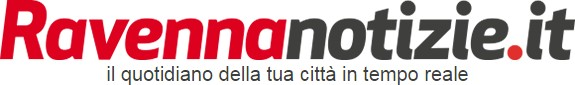 Ravennanotizie.it
il quotidiano della tua città in tempo reale